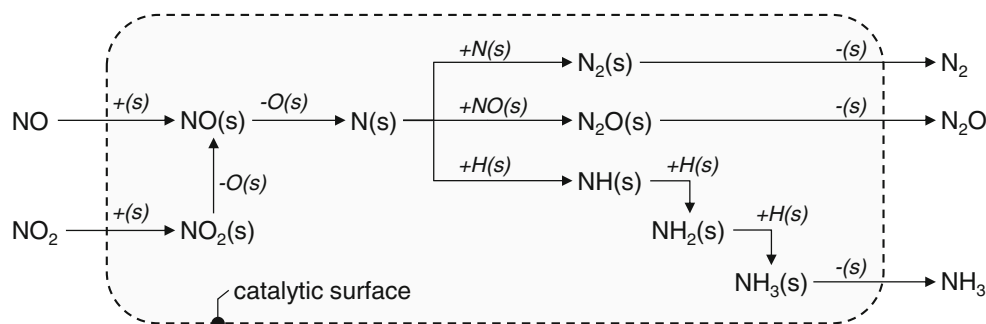 +N(s) -(s)
N₂(s) N₂
+(s) -O(s) +NO(s) -(s)
NO NO(s) N(s) N₂O(s) N₂O
+H(s) +H(s)
-O(s) NH(s)
+(s) +H(s)
NO₂ NO₂(s) NH₂(s)
-(s)
NH₃(s) NH₃
catalytic surface